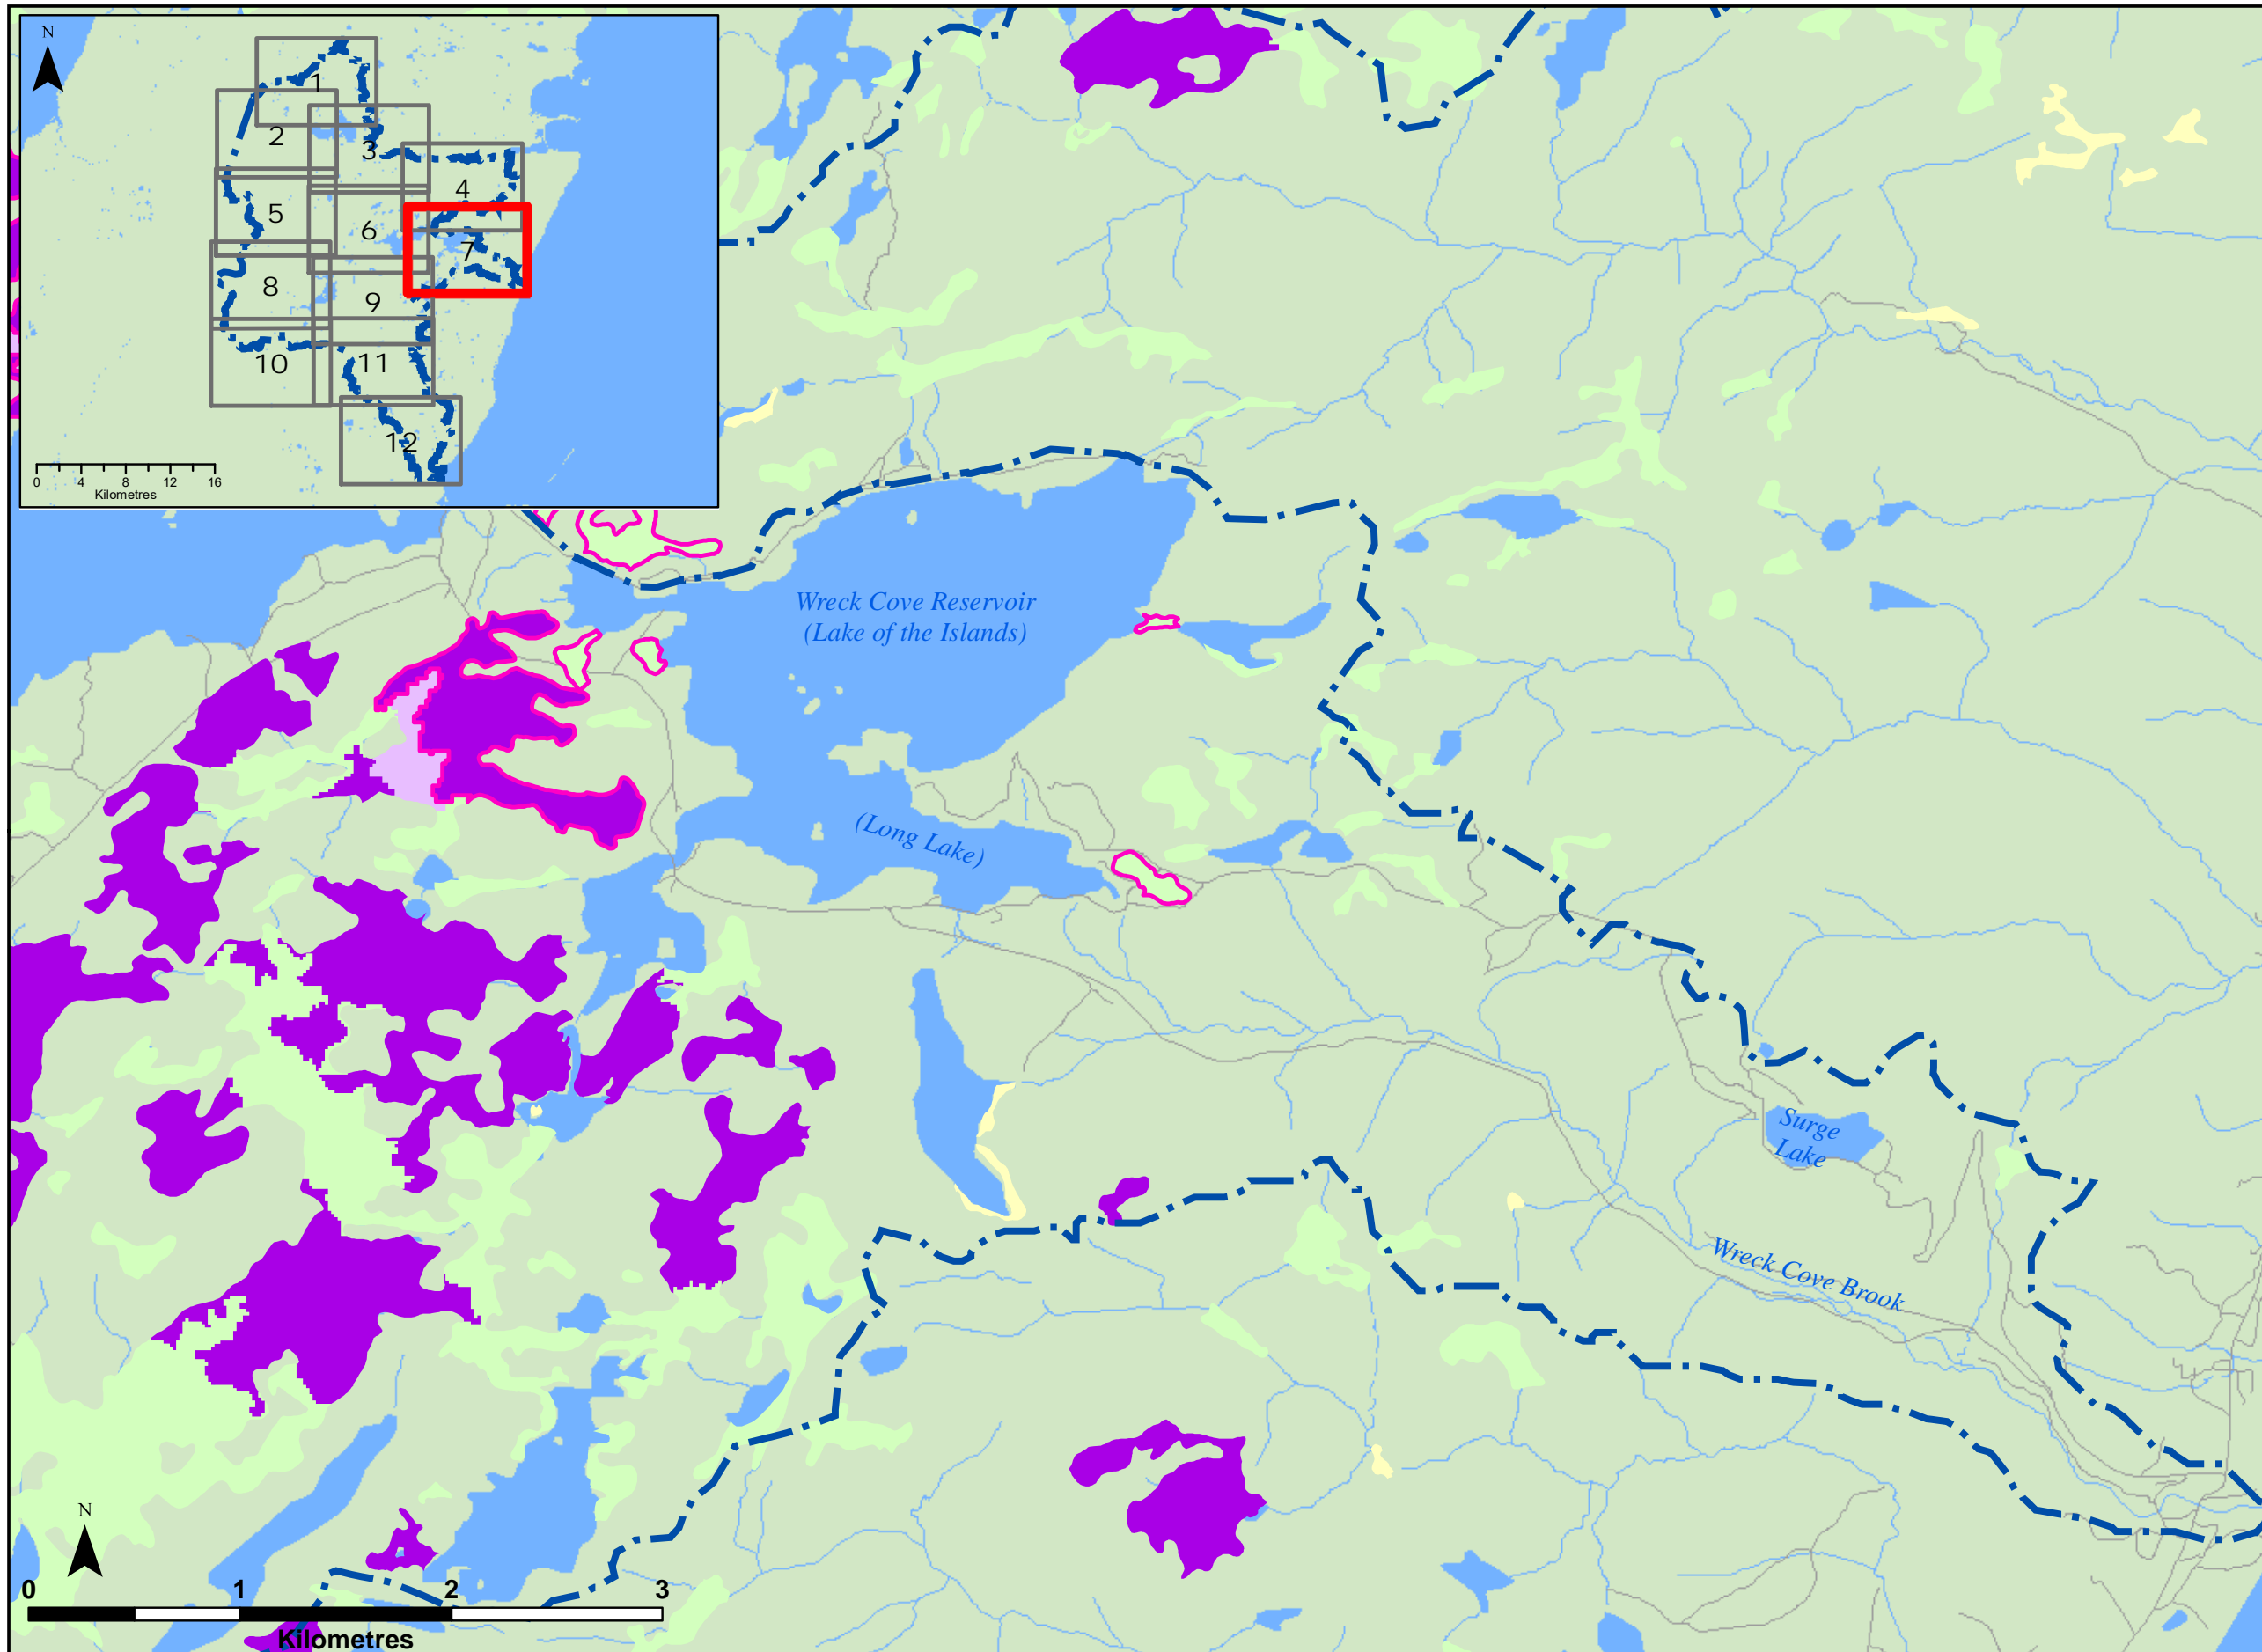 N
1
2
3
4
5
6
7
8
9
10
11
12
0 4 8 12 16
Kilometres
Wreck Cove Reservoir
(Lake of the Islands)
(Long Lake)
Surge
Lake
Wreck Cove Brook
N
0 1 2 3
Kilometres